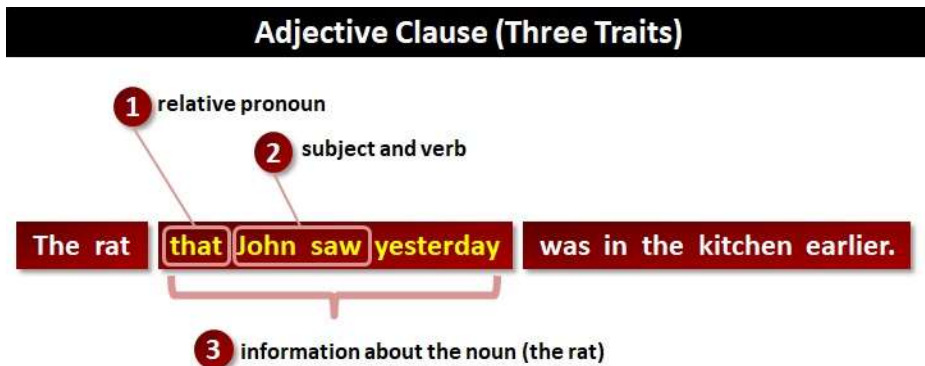 Adjective Clause (Three Traits)
1 relative pronoun
2 subject and verb
The rat that John saw yesterday was in the kitchen earlier.
3 information about the noun (the rat)